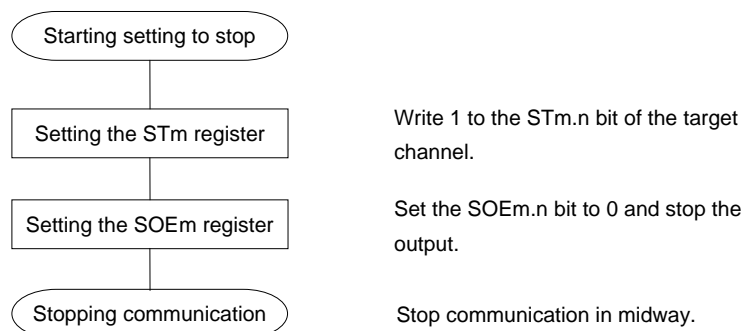 Starting setting to stop
Setting the STm register
Write 1 to the STm.n bit of the target
channel.
Setting the SOEm register
Set the SOEm.n bit to 0 and stop the
output.
Stopping communication
Stop communication in midway.